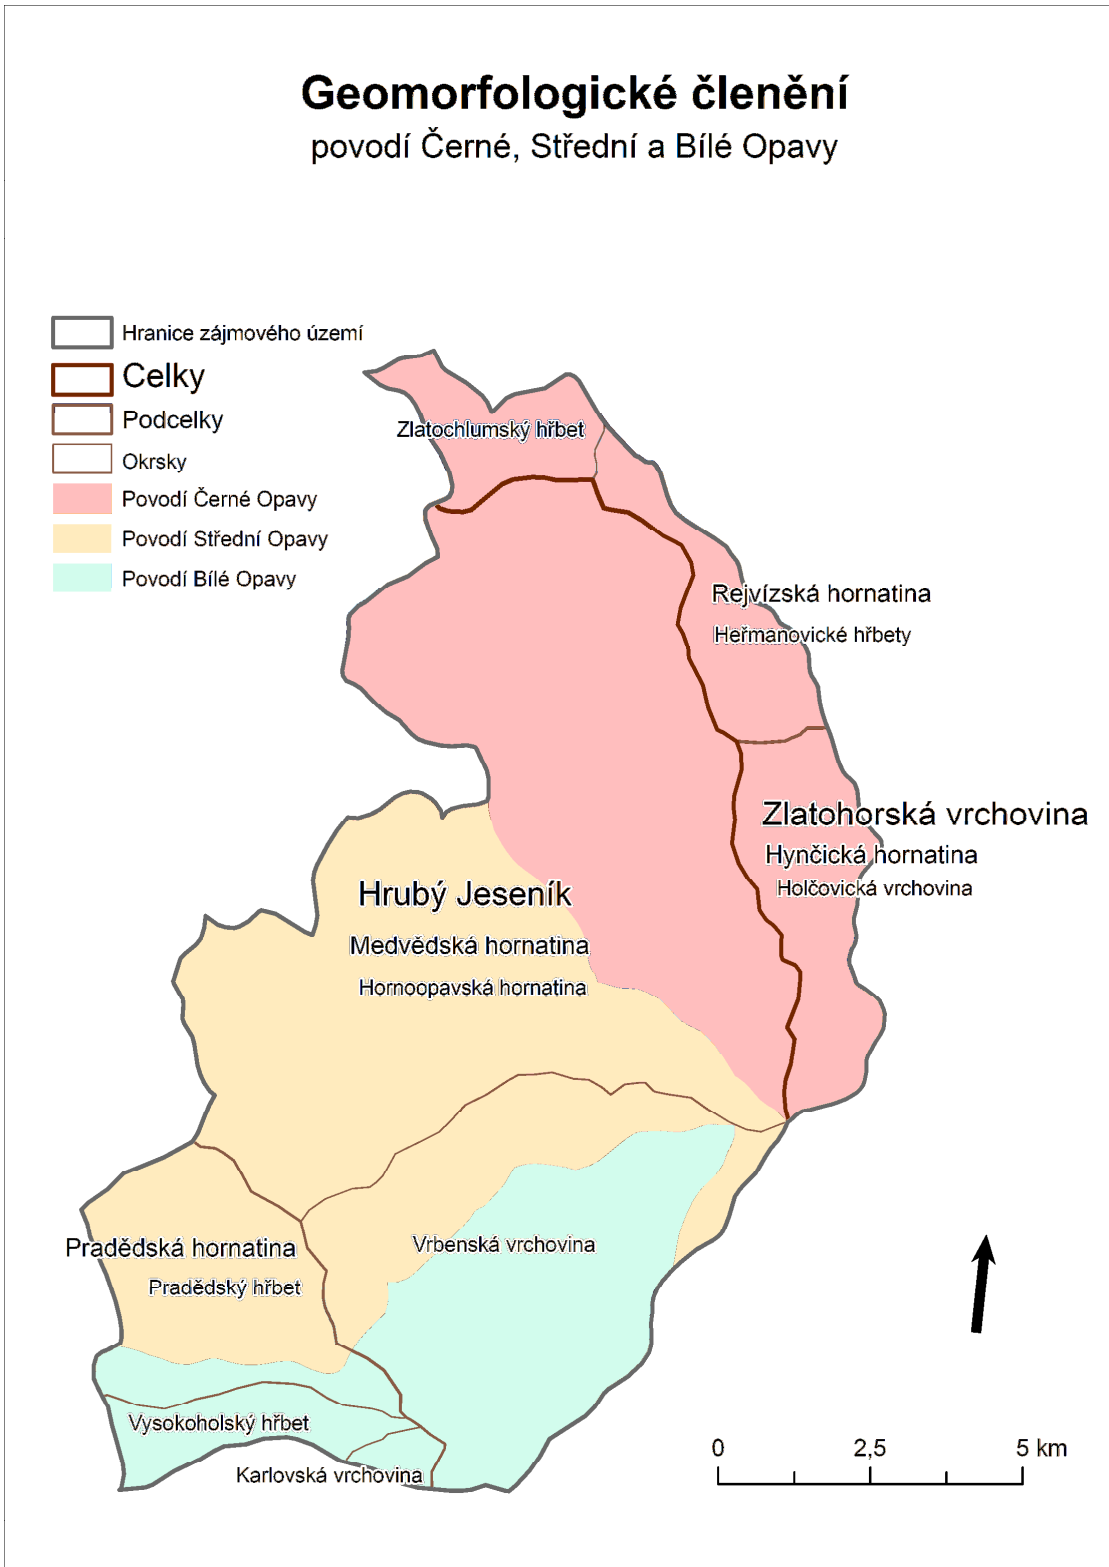 Geomorfologické členění
povodí Černé, Střední a Bílé Opavy
Hranice zájmového území
Celky
Podcelky
Okrsky
Povodí Černé Opavy
Povodí Střední Opavy
Povodí Bílé Opavy
Zlatochlumský hřbet
Rejvízská hornatina
Heřmanovické hřbety
Zlatohorská vrchovina
Hynčická hornatina
Holčovická vrchovina
Hrubý Jeseník
Medvědská hornatina
Hornoopavská hornatina
Vrbenská vrchovina
Pradědská hornatina
Pradědský hřbet
Vysokoholský hřbet
Karlovská vrchovina
0 2,5 5 km